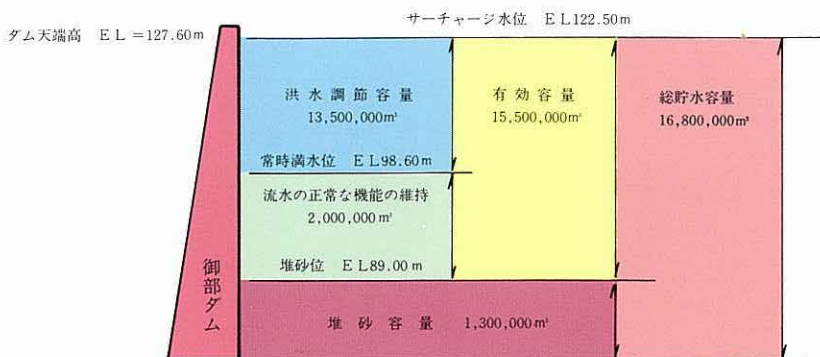 サーチャージ水位 EL122.50m
ダム天端高 EL=127.60m
洪水調節容量
13,500,000m³
有効容量
15,500,000m³
総貯水容量
16,800,000m³
常時満水位 EL98.60m
流水の正常な機能の維持
2,000,000m³
堆砂位 EL89.00m
御部ダム
堆砂容量 1,300,000m³